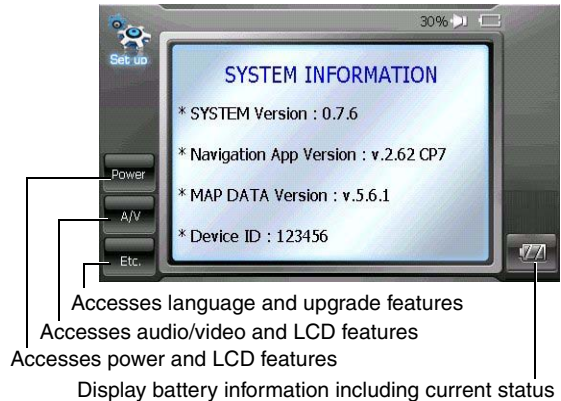 30%
Set up
SYSTEM INFORMATION
* SYSTEM Version : 0.7.6
* Navigation App Version : v.2.62 CP7
* MAP DATA Version : v.5.6.1
* Device ID : 123456
Power
A/V
Etc.
Accesses language and upgrade features
Accesses audio/video and LCD features
Accesses power and LCD features
Display battery information including current status